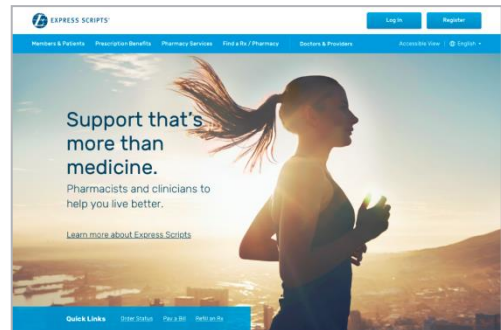 EXPRESS SCRIPTS®
Log In Register
Members & Patients Prescription Benefits Pharmacy Services Find a Rx / Pharmacy Doctors & Providers Accessible View | English
Support that's
more than
medicine.
Pharmacists and clinicians to
help you live better.
Learn more about Express Scripts
Quick Links Order Status Pay a Bill Refill an Rx